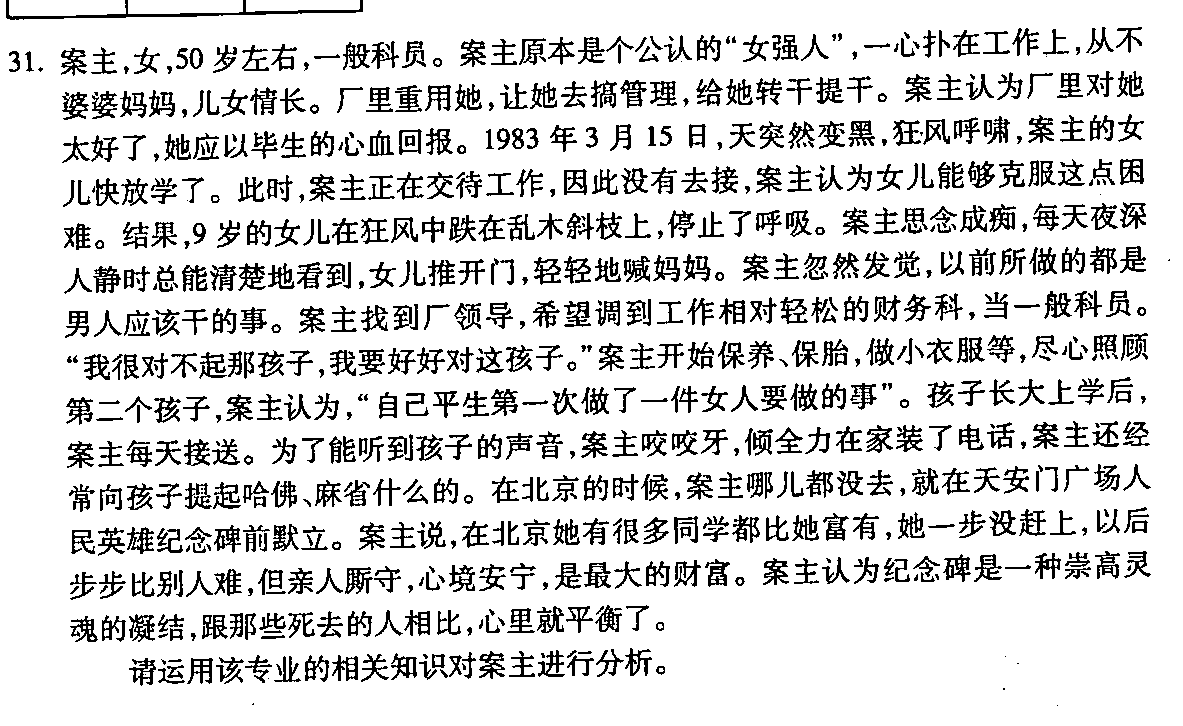 31. 案主,女,50 岁左右,一般科员。案主原本是个公认的“女强人”,一心扑在工作上,从不
婆婆妈妈,儿女情长。厂里重用她,让她去搞管理,给她转干提干。案主认为厂里对她
太好了,她应以毕生的心血回报。1983 年 3 月 15 日,天突然变黑,狂风呼啸,案主的女
儿快放学了。此时,案主正在交待工作,因此没有去接,案主认为女儿能够克服这点困
难。结果,9 岁的女儿在狂风中跌在乱木斜枝上,停止了呼吸。案主思念成痴,每天夜深
人静时总能清楚地看到,女儿推开门,轻轻地喊妈妈。案主忽然发觉,以前所做的都是
男人应该干的事。案主找到厂领导,希望调到工作相对轻松的财务科,当一般科员。
“我很对不起那孩子,我要好好对这孩子。”案主开始保养、保胎,做小衣服等,尽心照顾
第二个孩子,案主认为,“自己平生第一次做了一件女人要做的事”。孩子长大上学后,
案主每天接送。为了能听到孩子的声音,案主咬咬牙,倾全力在家装了电话,案主还经
常向孩子提起哈佛、麻省什么的。在北京的时候,案主哪儿都没去,就在天安门广场人
民英雄纪念碑前默立。案主说,在北京她有很多同学都比她富有,她一步没赶上,以后
步步比别人难,但亲人厮守,心境安宁,是最大的财富。案主认为纪念碑是一种崇高灵
魂的凝结,跟那些死去的人相比,心里就平衡了。
请运用该专业的相关知识对案主进行分析。